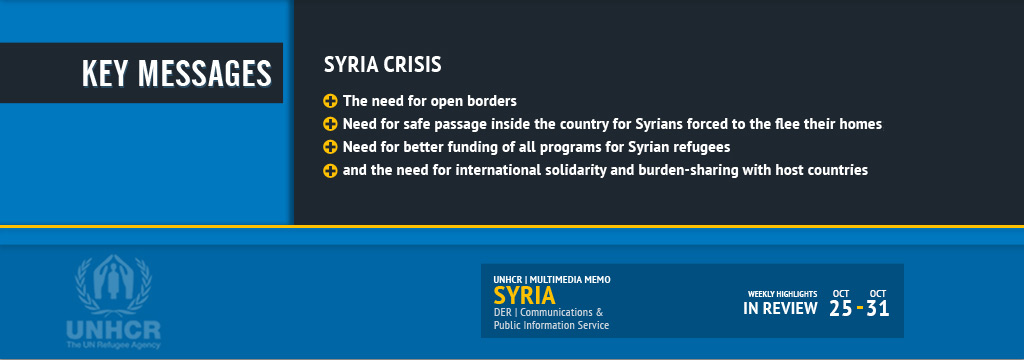 KEY MESSAGES
SYRIA CRISIS
The need for open borders
Need for safe passage inside the country for Syrians forced to the flee their homes
Need for better funding of all programs for Syrian refugees
and the need for international solidarity and burden-sharing with host countries
UNHCR
The UN Refugee Agency
UNHCR | MULTIMEDIA MEMO
SYRIA
DER | Communications &
Public Information Service
WEEKLY HIGHLIGHTS
IN REVIEW
OCT OCT
25 - 31